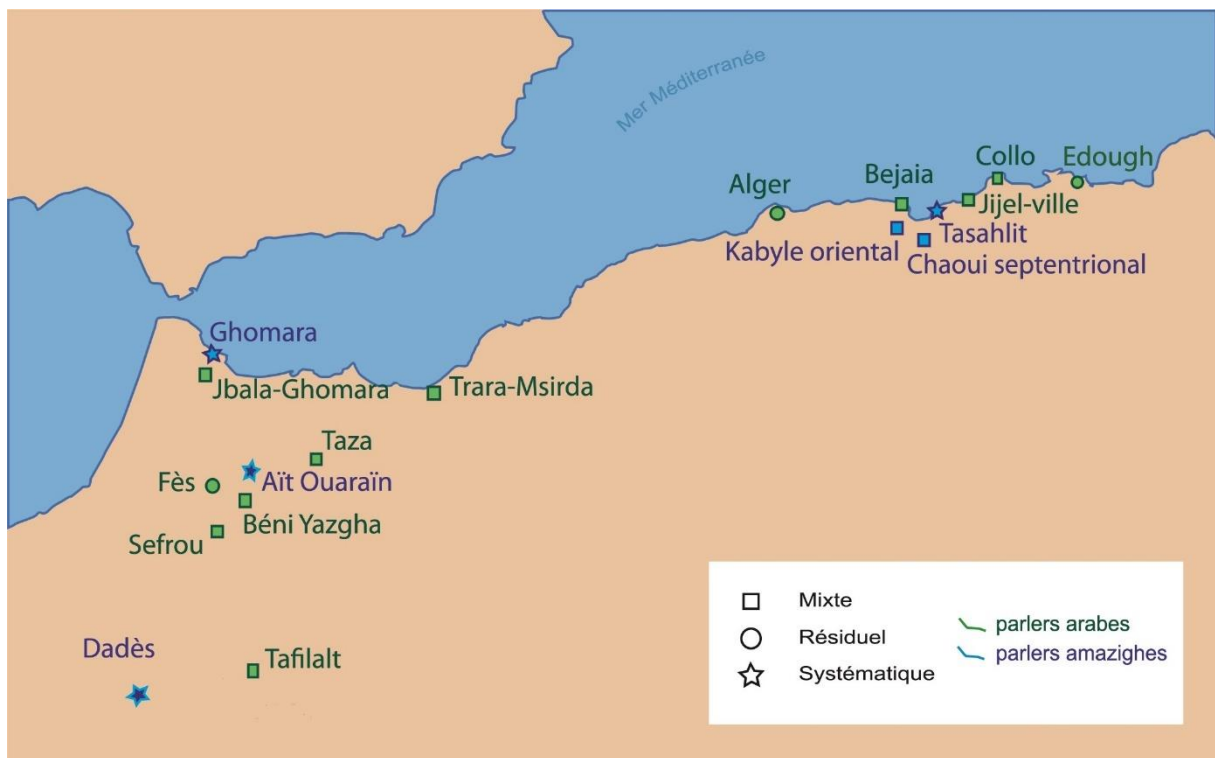 Mer Méditerranée
Collo
Edough
Alger
Bejaia
Jijel-ville
Tasahlit
Kabyle oriental
Chaoui septentrional
Ghomara
Jbala-Ghomara
Trara-Msirda
Taza
Fès
Aït Ouaraïn
Béni Yazgha
Sefrou
Dadès
Tafilalt
Mixte
Résiduel
Systématique
parlers arabes
parlers amazighes